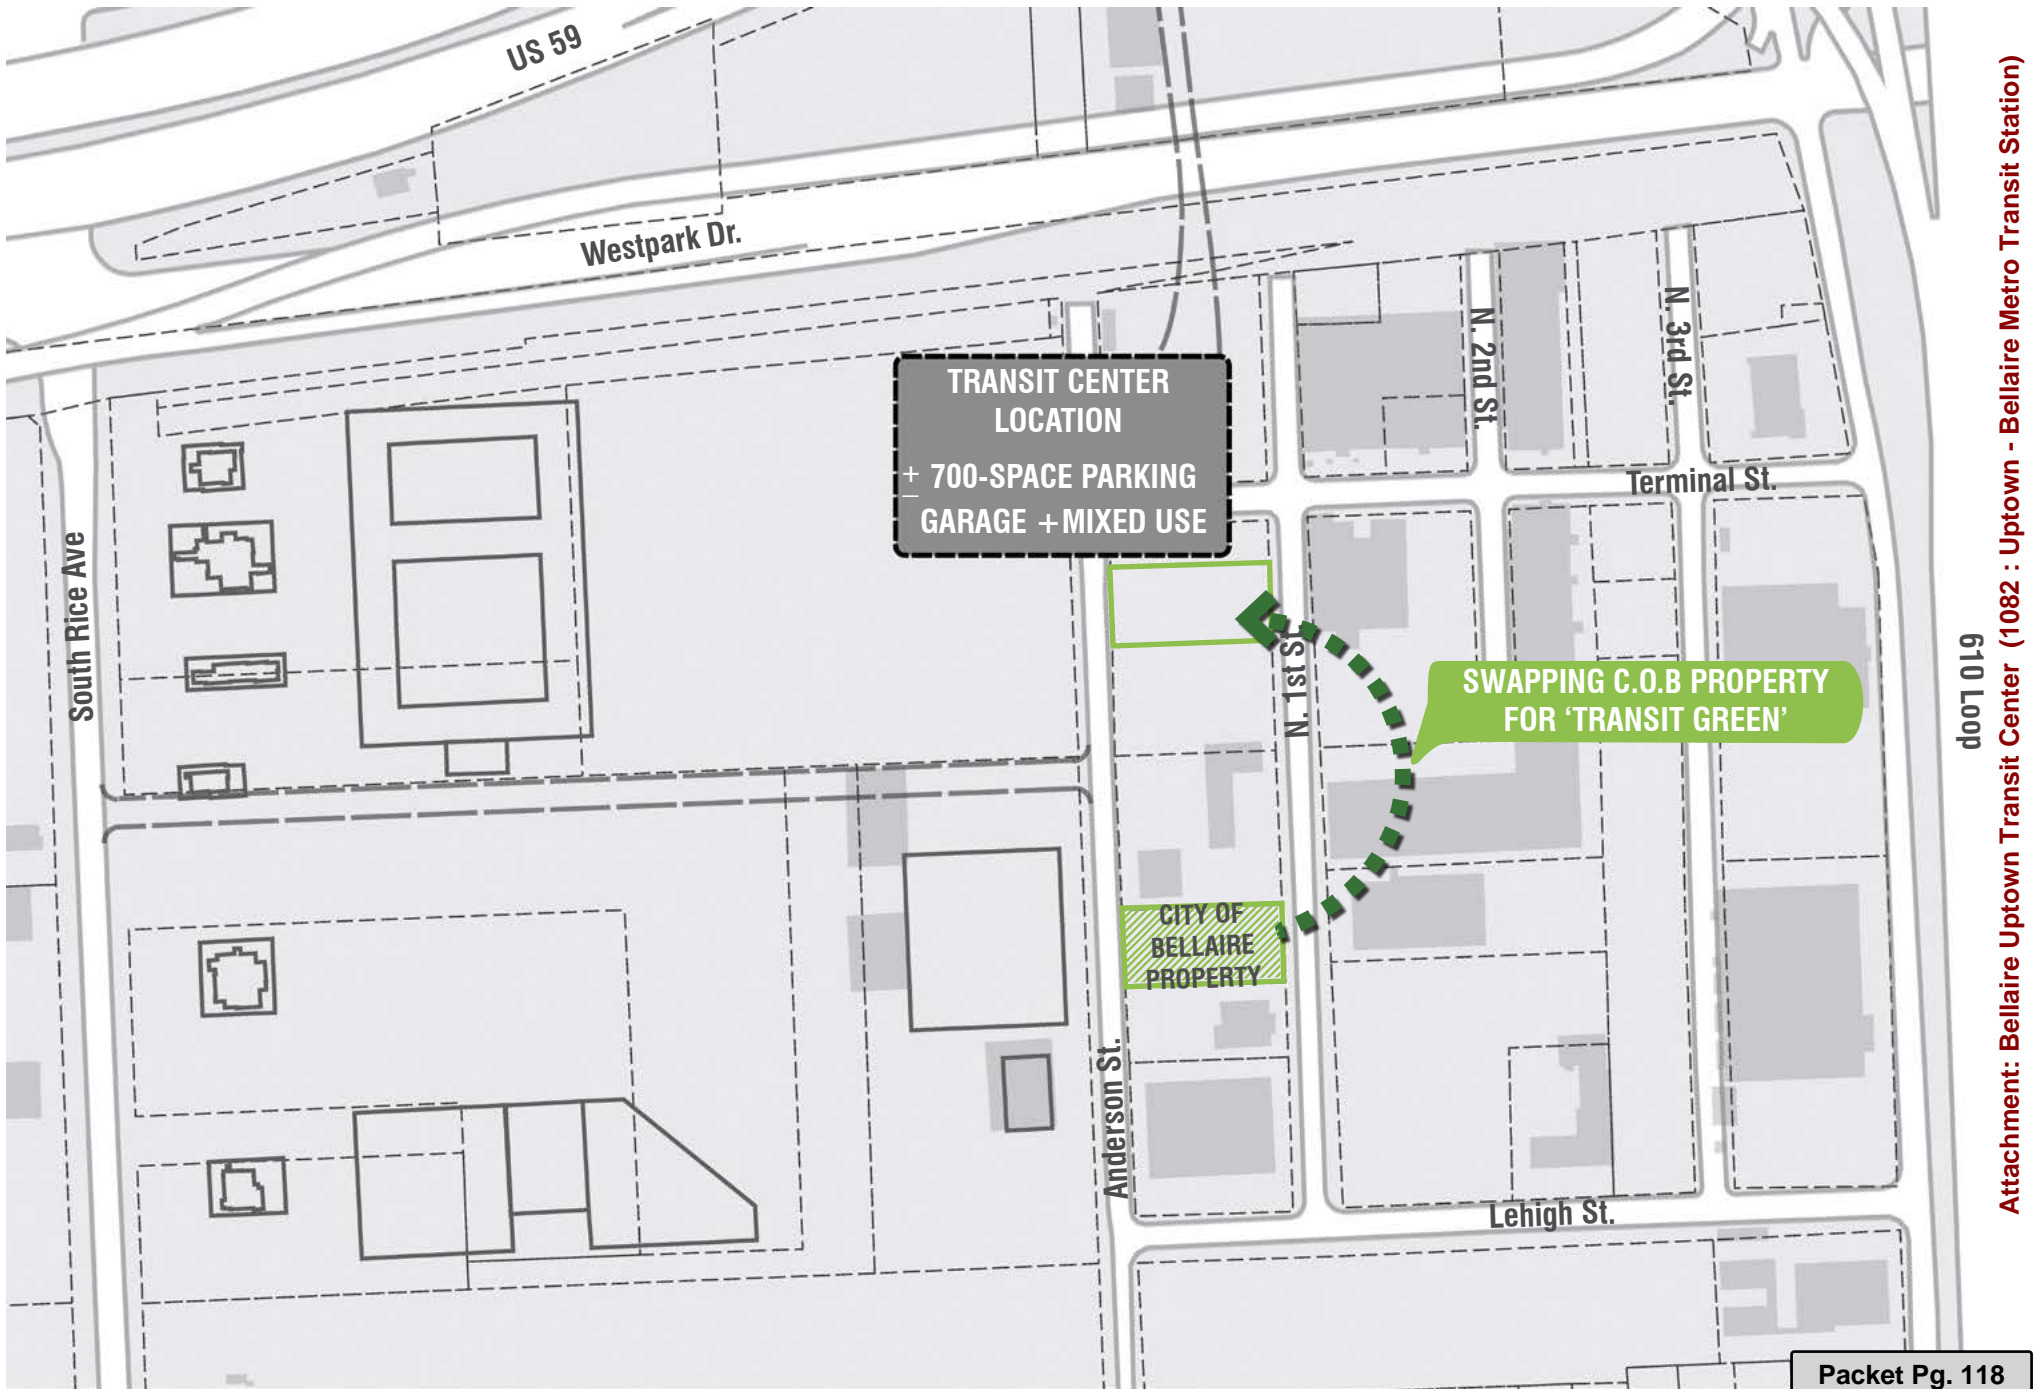 US 59
Westpark Dr.
TRANSIT CENTER
LOCATION
± 700-SPACE PARKING
GARAGE +MIXED USE
N. 2nd St.
N. 3rd St.
Terminal St.
South Rice Ave
N. 1st St.
SWAPPING C.O.B PROPERTY
FOR ‘TRANSIT GREEN’
610 Loop
CITY OF
BELLAIRE
PROPERTY
Anderson St.
Lehigh St.
Attachment: Bellaire Uptown Transit Center (1082 : Uptown - Bellaire Metro Transit Station)
Packet Pg. 118